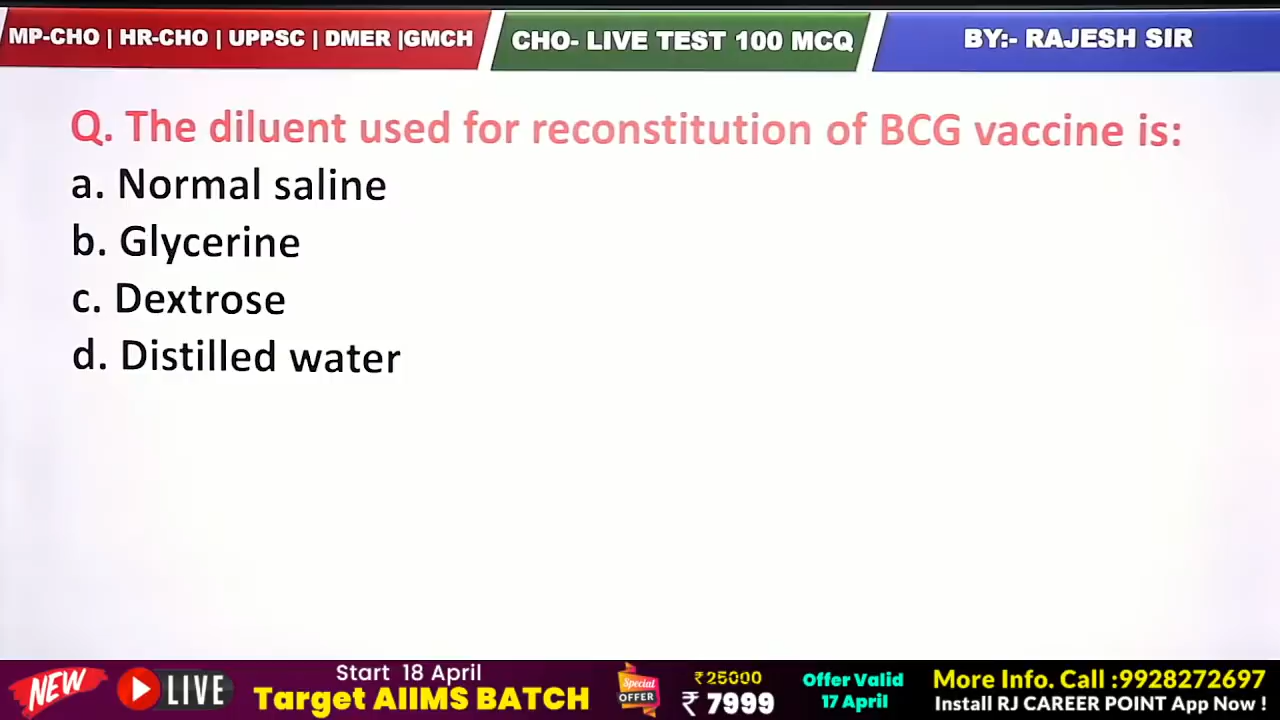 MP-CHO | HR-CHO | UPPSC | DMER |GMCH
CHO- LIVE TEST 100 MCQ
BY:- RAJESH SIR
Q. The diluent used for reconstitution of BCG vaccine is:
a. Normal saline
b. Glycerine
c. Dextrose
d. Distilled water
NEW
LIVE
Start 18 April
Target AIIMS BATCH
Special
OFFER
₹25000
₹ 7999
Offer Valid
17 April
More Info. Call :9928272697
Install RJ CAREER POINT App Now !